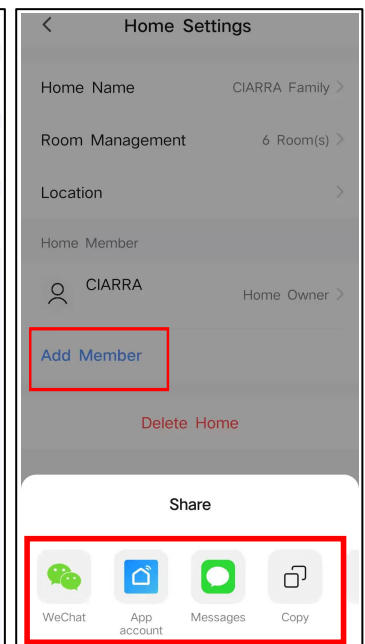 Home Settings
Home Name CIARRA Family
Room Management 6 Room(s)
Location
Home Member
CIARRA
Home Owner
Add Member
Delete Home
Share
WeChat App account Messages Copy